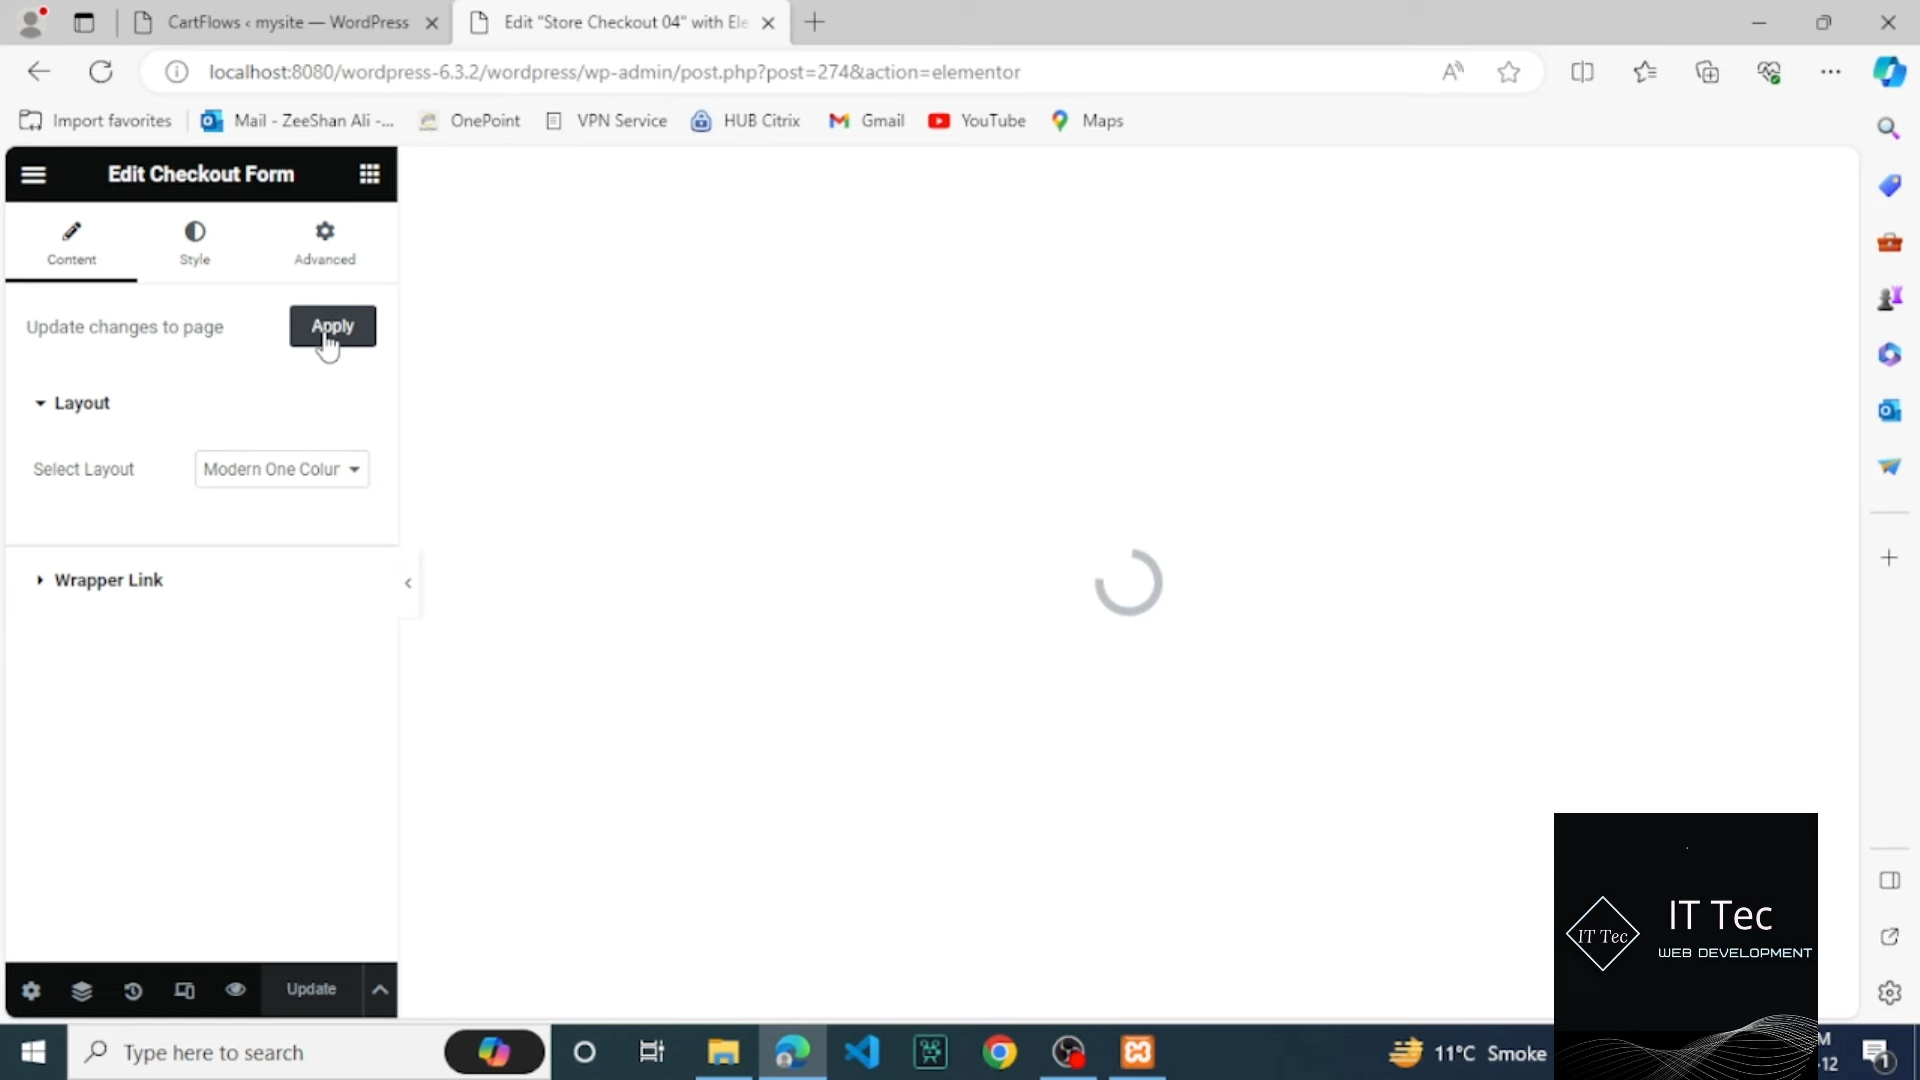 CartFlows ‹ mysite — WordPress
Edit "Store Checkout 04" with Ele
localhost:8080/wordpress-6.3.2/wordpress/wp-admin/post.php?post=274&action=elementor
Import favorites
Mail - ZeeShan Ali -...
OnePoint
VPN Service
HUB Citrix
Gmail
YouTube
Maps
Edit Checkout Form
Content
Style
Advanced
Update changes to page
Apply
Layout
Select Layout
Modern One Colur
Wrapper Link
Update
IT Tec
IT Tec
WEB DEVELOPMENT
Type here to search
11°C Smoke
M
-12
1